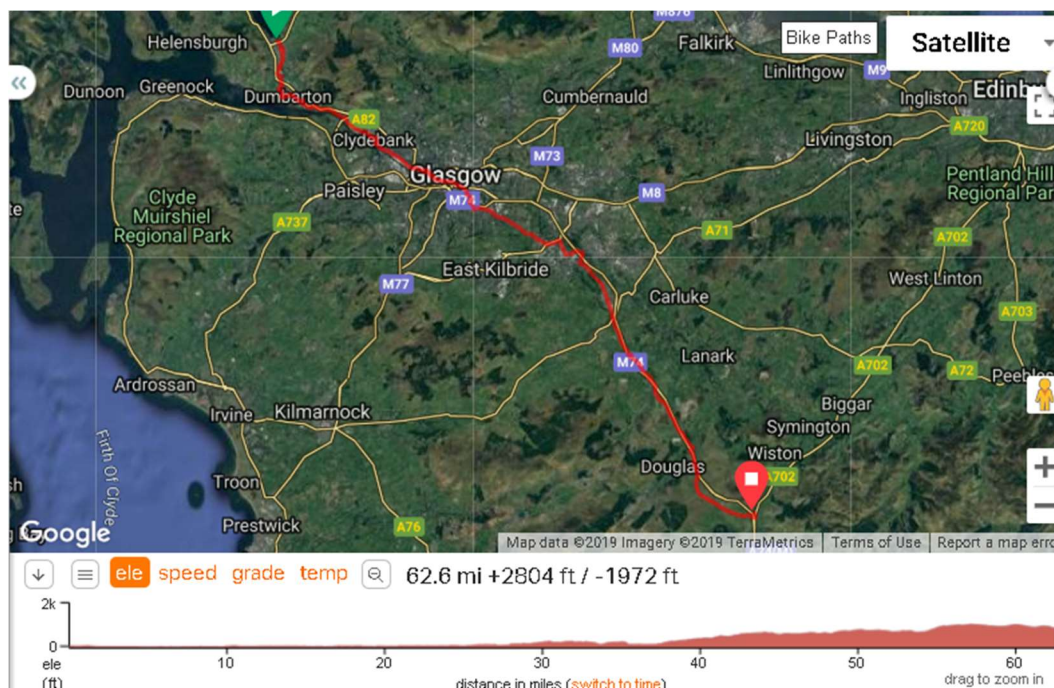 M876
Helensburgh
M80
Falkirk
Bike Paths
Satellite
«
Linlithgow
M9
Dunoon
Greenock
Dumbarton
Cumbernauld
Ingliston
Edinbu
A82
Clydebank
A720
Livingston
M73
Glasgow
Paisley
M8
Pentland Hill
Regional Par
M74
Clyde
Muirshiel
Regional Park
A737
A71
A702
East Kilbride
M77
West Linton
Carluke
A703
M74
Lanark
A702
A72
Peebles
Ardrossan
Irvine
Kilmarnock
Biggar
Symington
Firth Of Clyde
Douglas
Wiston
A702
Troon
Prestwick
A76
Google
Map data ©2019 Imagery ©2019 TerraMetrics
Terms of Use
Report a map erro
ele speed grade temp
62.6 mi +2804 ft / -1972 ft
2k
0
ele
(ft)
10 20 30 40 50 60
distance in miles (switch to time)
drag to zoom in